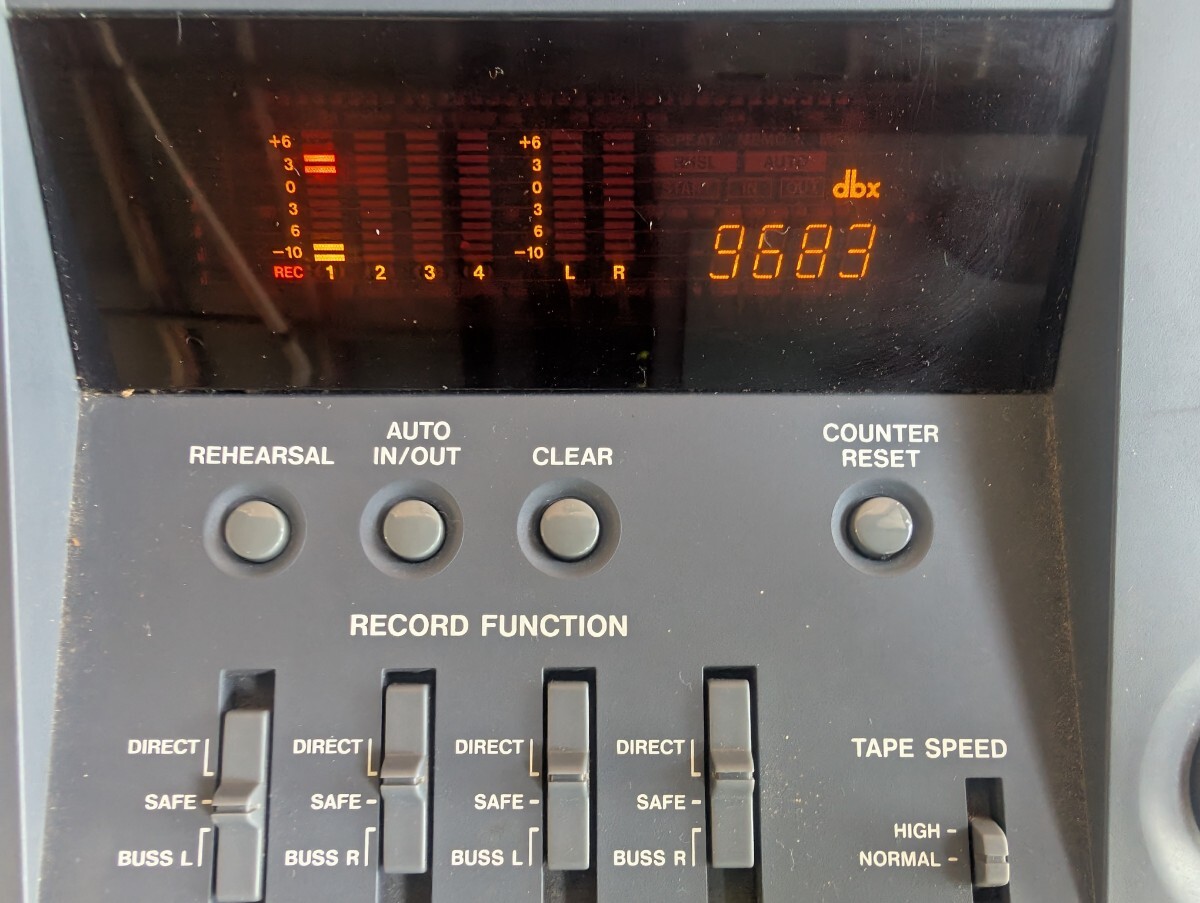 +6 +6
3 3
0 0 dbx
3 3
6 6 9683
-10 -10
REC 1 2 3 4 L R
REHEARSAL
AUTO
IN/OUT
CLEAR
COUNTER
RESET
RECORD FUNCTION
DIRECT DIRECT DIRECT DIRECT
SAFE SAFE SAFE SAFE
BUSS L BUSS R BUSS L BUSS R
TAPE SPEED
HIGH
NORMAL